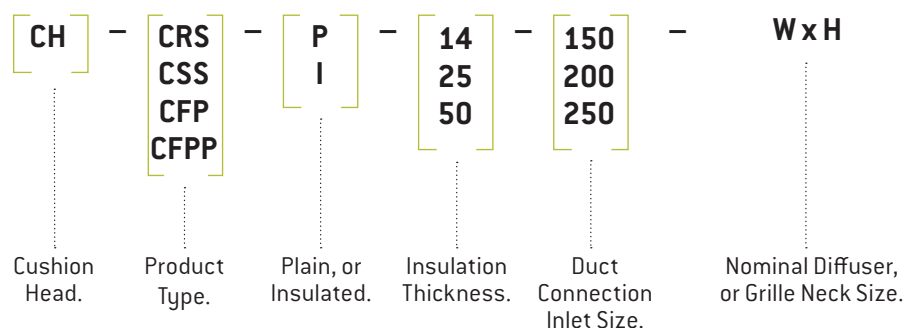 CH – CRS – P – 14 – 150 – W x H
CSS I 25 200
CFP 50 250
CFPP
Cushion Head.
Product Type.
Plain, or Insulated.
Insulation Thickness.
Duct Connection Inlet Size.
Nominal Diffuser, or Grille Neck Size.